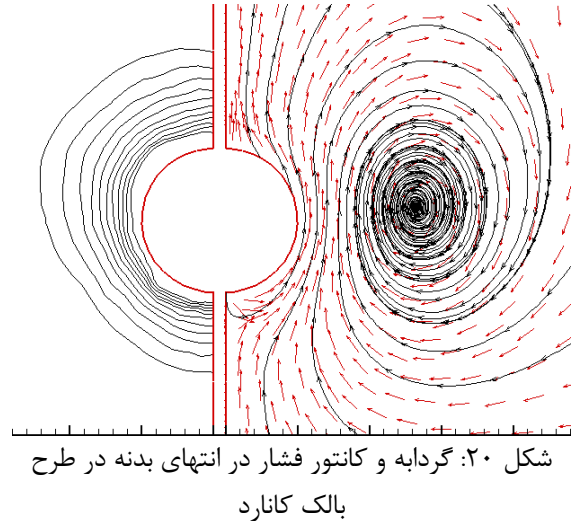 شکل ۲۰: گردابه و کانتور فشار در انتهای بدنه در طرح
بالک کانارد